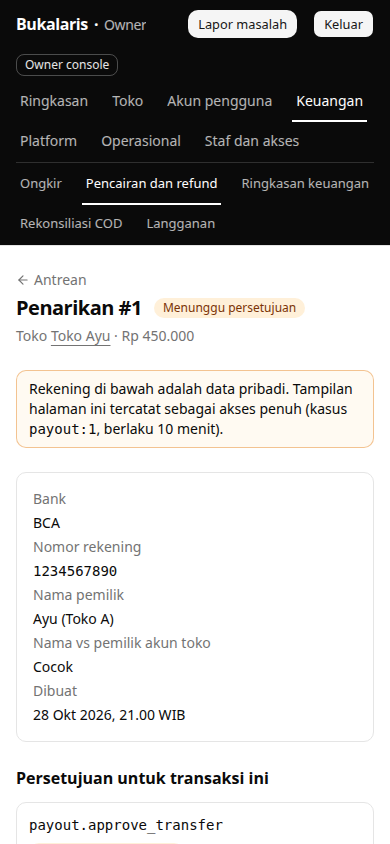 Bukalaris · Owner
Lapor masalah
Keluar
Owner console
Ringkasan Toko Akun pengguna Keuangan
Platform Operasional Staf dan akses
Ongkir Pencairan dan refund Ringkasan keuangan
Rekonsiliasi COD Langganan
← Antrean
Penarikan #1 Menunggu persetujuan
Toko Toko Ayu · Rp 450.000
Rekening di bawah adalah data pribadi. Tampilan
halaman ini tercatat sebagai akses penuh (kasus
payout:1, berlaku 10 menit).
Bank
BCA
Nomor rekening
1234567890
Nama pemilik
Ayu (Toko A)
Nama vs pemilik akun toko
Cocok
Dibuat
28 Okt 2026, 21.00 WIB
Persetujuan untuk transaksi ini
payout.approve_transfer